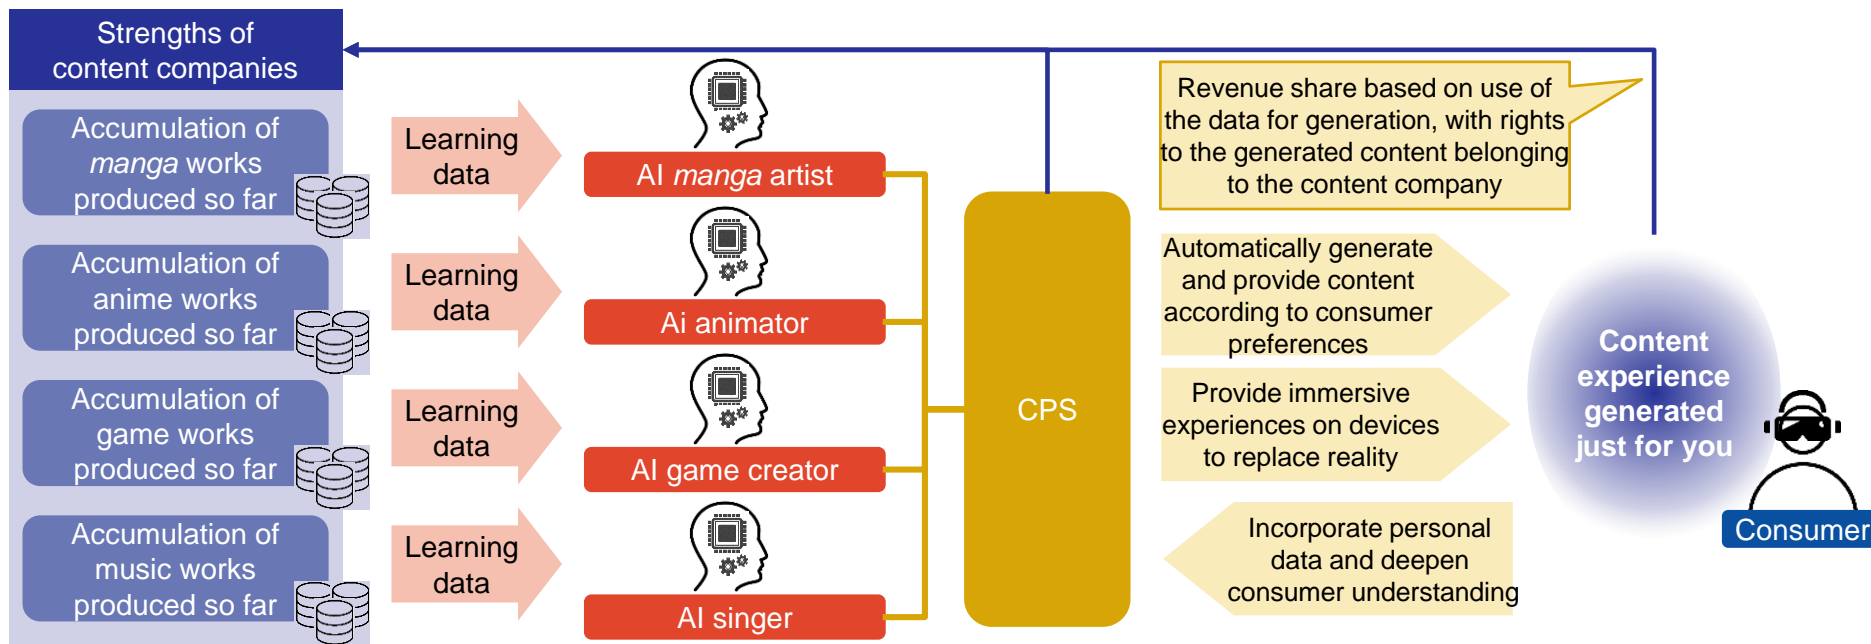 Strengths of
content companies
Accumulation of
manga works
produced so far
Learning
data
AI manga artist
Accumulation of
anime works
produced so far
Learning
data
Ai animator
Accumulation of
game works
produced so far
Learning
data
AI game creator
Accumulation of
music works
produced so far
Learning
data
AI singer
CPS
Revenue share based on use of
the data for generation, with rights
to the generated content belonging
to the content company
Automatically generate
and provide content
according to consumer
preferences
Provide immersive
experiences on devices
to replace reality
Incorporate personal
data and deepen
consumer understanding
Content
experience
generated
just for you
Consumer